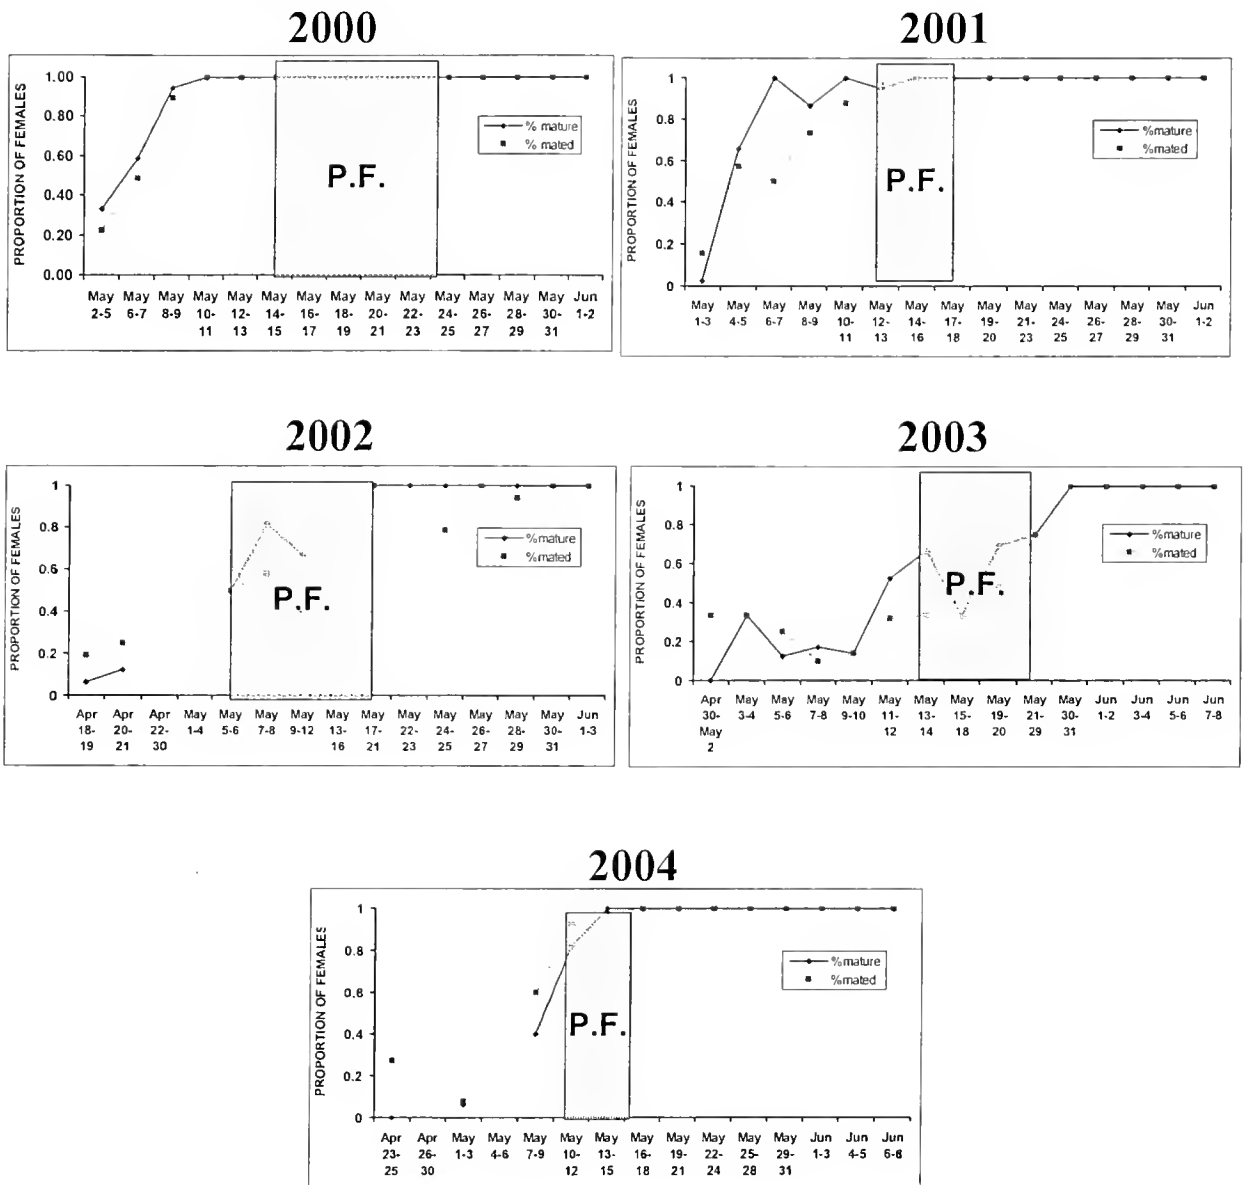 2000
PROPORTION OF FEMALES
1.00
0.80
0.60
0.40
0.20
0.00
% mature
% mated
P.F.
May 2-5
May 6-7
May 8-9
May 10-11
May 12-13
May 14-15
May 16-17
May 18-19
May 20-21
May 22-23
May 24-25
May 26-27
May 28-29
May 30-31
Jun 1-2
2001
PROPORTION OF FEMALES
1
0.8
0.6
0.4
0.2
0
%mature
%mated
P.F.
May 1-3
May 4-5
May 6-7
May 8-9
May 10-11
May 12-13
May 14-16
May 17-18
May 19-20
May 21-23
May 24-25
May 26-27
May 28-29
May 30-31
Jun 1-2
2002
PROPORTION OF FEMALES
1
0.8
0.6
0.4
0.2
0
%mature
%mated
P.F.
Apr 18-19
Apr 20-21
Apr 22-30
May 1-4
May 5-6
May 7-8
May 9-12
May 13-16
May 17-21
May 22-23
May 24-25
May 26-27
May 28-29
May 30-31
Jun 1-3
2003
PROPORTION OF FEMALES
1
0.8
0.6
0.4
0.2
0
%mature
%mated
P.F.
Apr 30-May 2
May 3-4
May 5-6
May 7-8
May 9-10
May 11-12
May 13-14
May 15-18
May 19-20
May 21-29
May 30-31
Jun 1-2
Jun 3-4
Jun 5-6
Jun 7-8
2004
PROPORTION OF FEMALES
1
0.8
0.6
0.4
0.2
0
%mature
%mated
P.F.
Apr 23-25
Apr 26-30
May 1-3
May 4-6
May 7-9
May 10-12
May 13-15
May 16-18
May 19-21
May 22-24
May 25-28
May 29-31
Jun 1-3
Jun 4-5
Jun 6-8